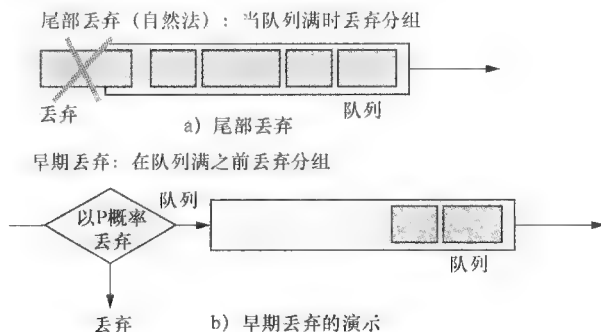 尾部丢弃（自然法）：当队列满时丢弃分组
丢弃
队列
a）尾部丢弃
早期丢弃：在队列满之前丢弃分组
队列
以P概率
丢弃
队列
丢弃
b）早期丢弃的演示